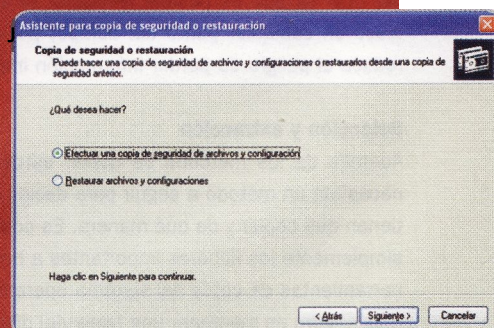 Asistente para copia de seguridad o restauración
Copia de seguridad o restauración
Puede hacer una copia de seguridad de archivos y configuraciones o restaurarlos desde una copia de
seguridad anterior.
¿Qué desea hacer?
Efectuar una copia de seguridad de archivos y configuración
Restaurar archivos y configuraciones
Haga clic en Siguiente para continuar.
< Atrás Siguiente > Cancelar